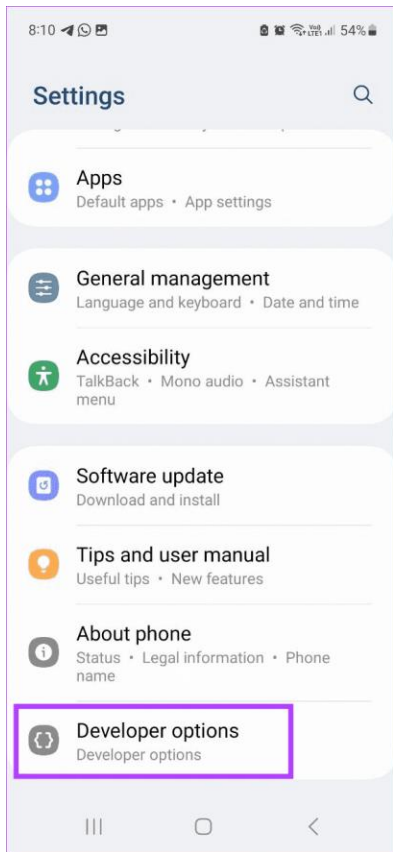 8:10
54%
Settings
Apps
Default apps • App settings
General management
Language and keyboard • Date and time
Accessibility
TalkBack • Mono audio • Assistant
menu
Software update
Download and install
Tips and user manual
Useful tips • New features
About phone
Status • Legal information • Phone
name
Developer options
Developer options